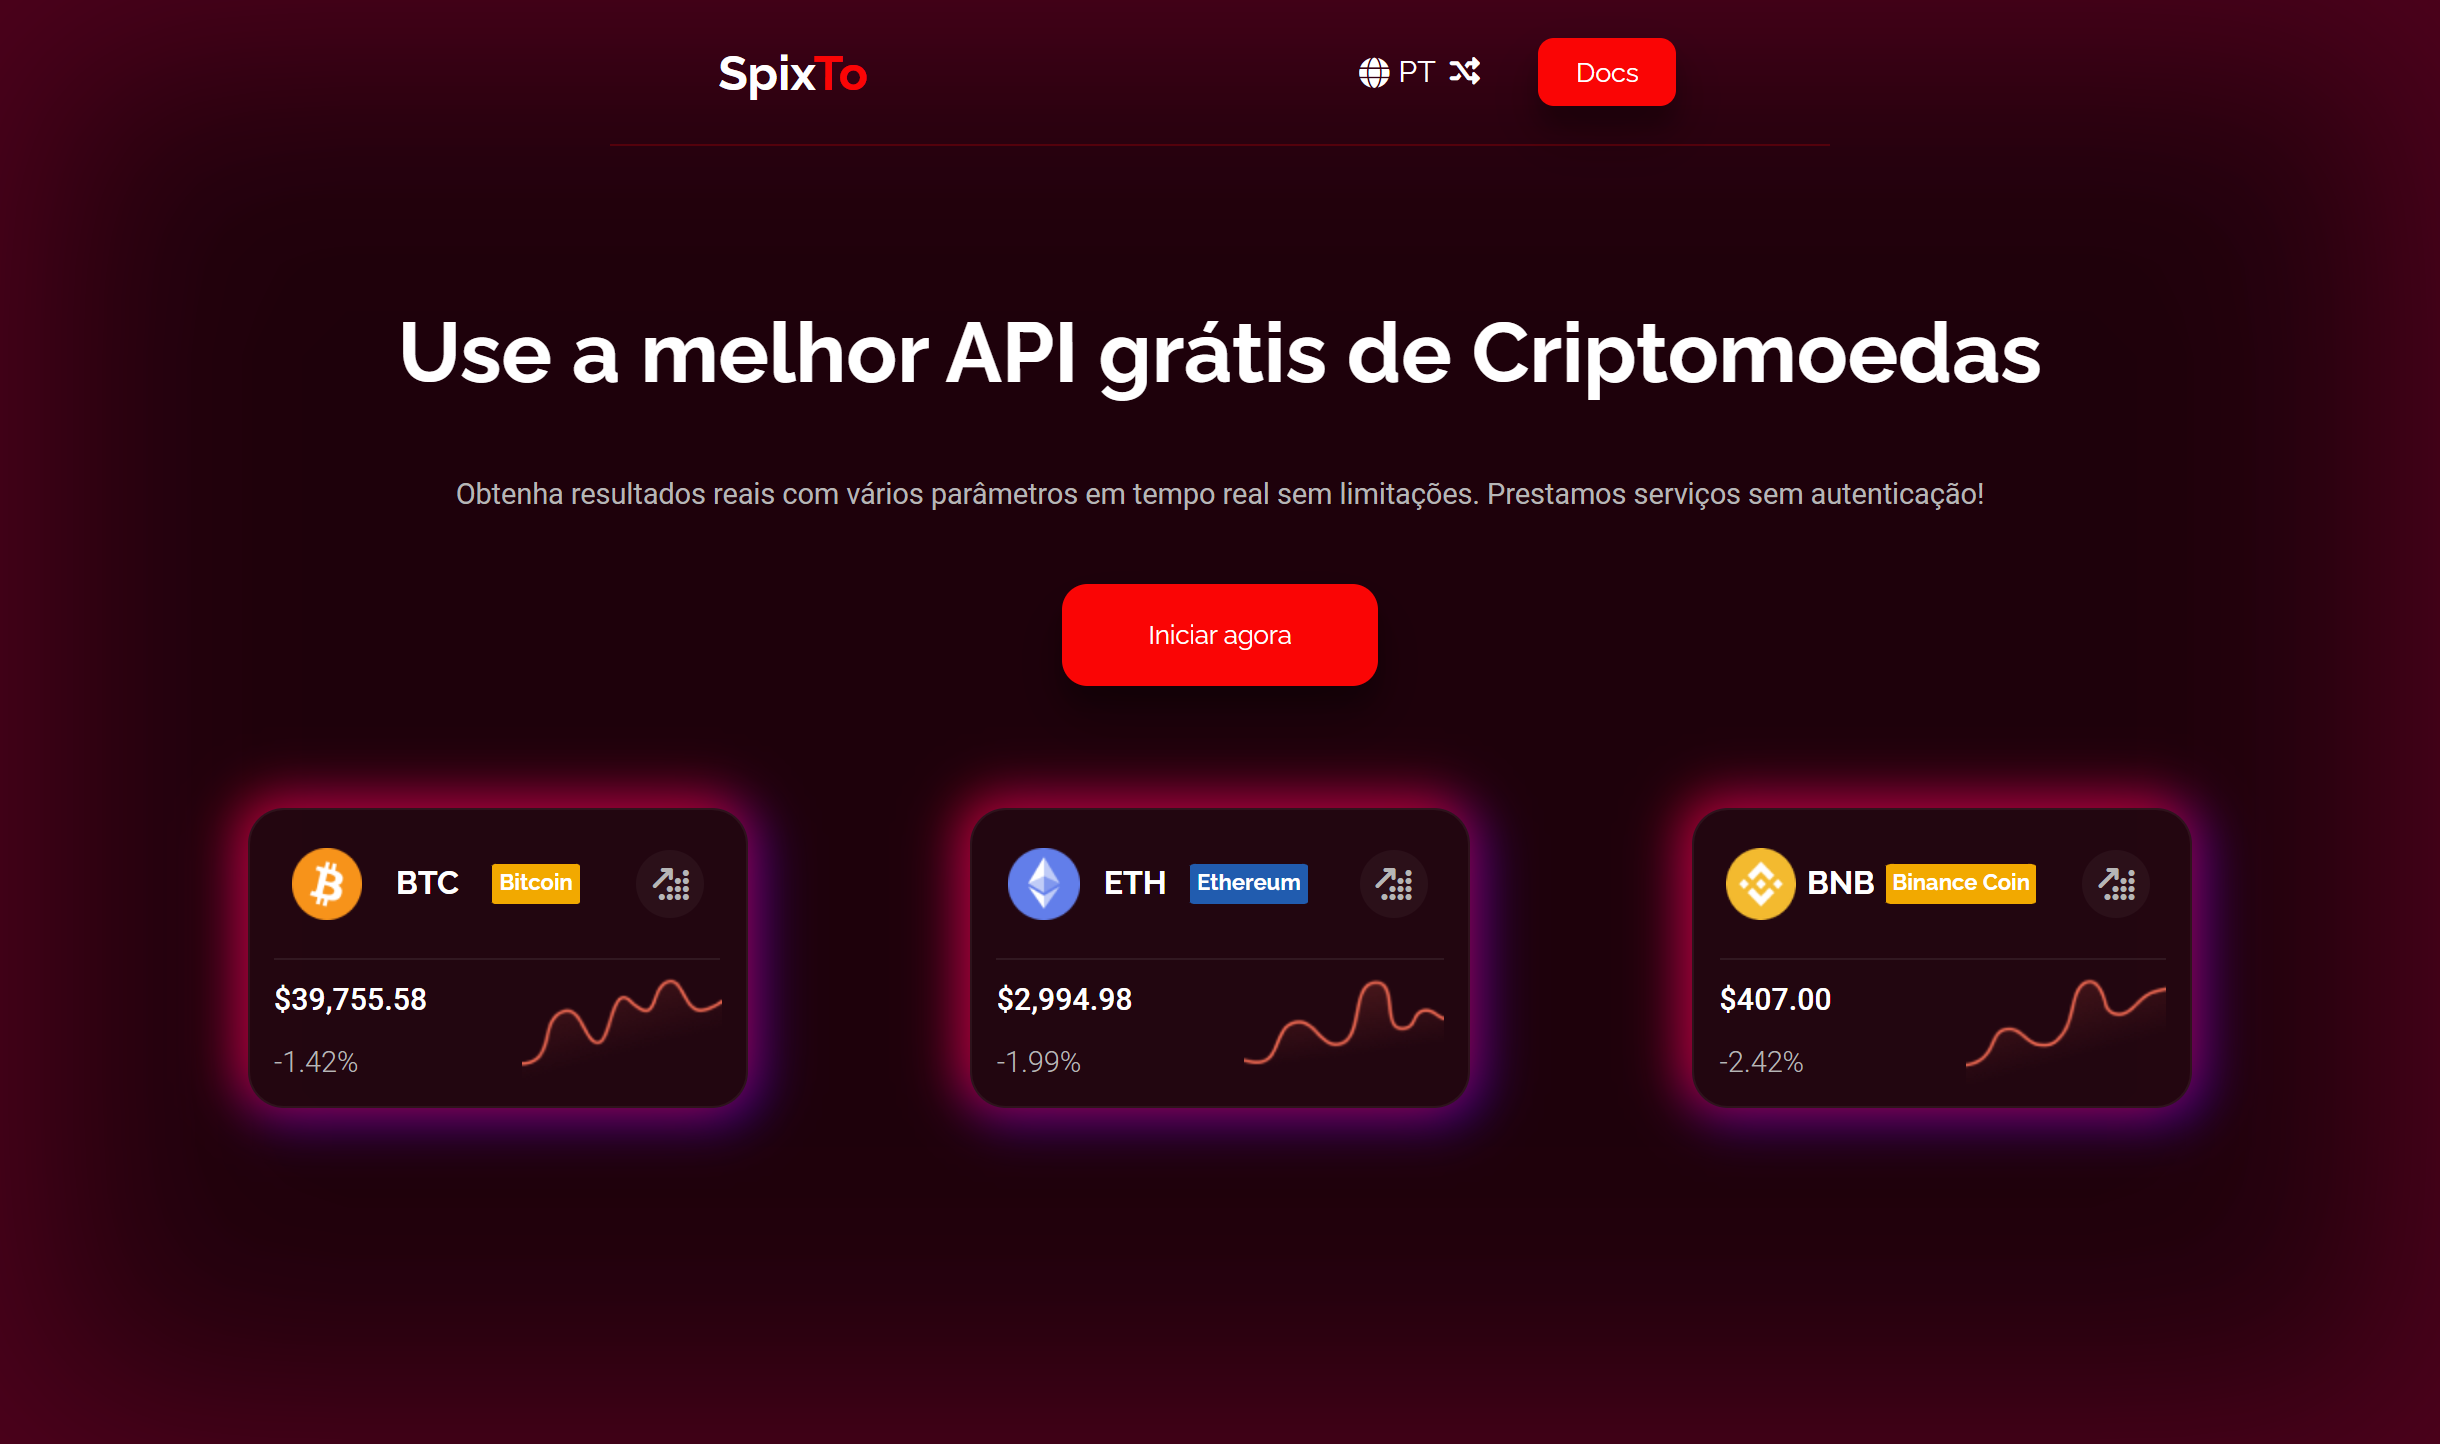 SpixTo
PT
Docs
Use a melhor API grátis de Criptomoedas
Obtenha resultados reais com vários parâmetros em tempo real sem limitações. Prestamos serviços sem autenticação!
Iniciar agora
BTC Bitcoin
$39,755.58
-1.42%
ETH Ethereum
$2,994.98
-1.99%
BNB Binance Coin
$407.00
-2.42%